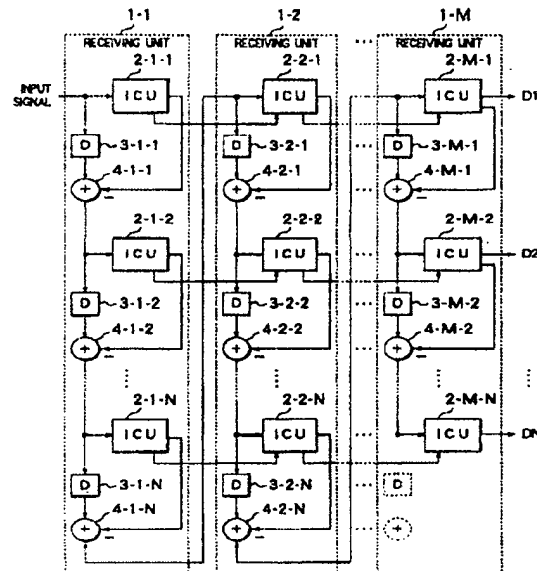 1-1 1-2 ... 1-M
RECEIVING UNIT RECEIVING UNIT RECEIVING UNIT
2-1-1 2-2-1 2-M-1
INPUT SIGNAL ICU ICU ICU D1
D 3-1-1 D 3-2-1 ... D 3-M-1
4-1-1 4-2-1 ... 4-M-1
+ − + − ... + −
2-1-2 2-2-2 2-M-2
ICU ICU ... ICU D2
D 3-1-2 D 3-2-2 ... D 3-M-2
4-1-2 4-2-2 4-M-2
+ − + − ... +
2-1-N 2-2-N 2-M-N
ICU ICU ... ICU DN
D 3-1-N D 3-2-N ... D
4-1-N 4-2-N
+ − + − ... +